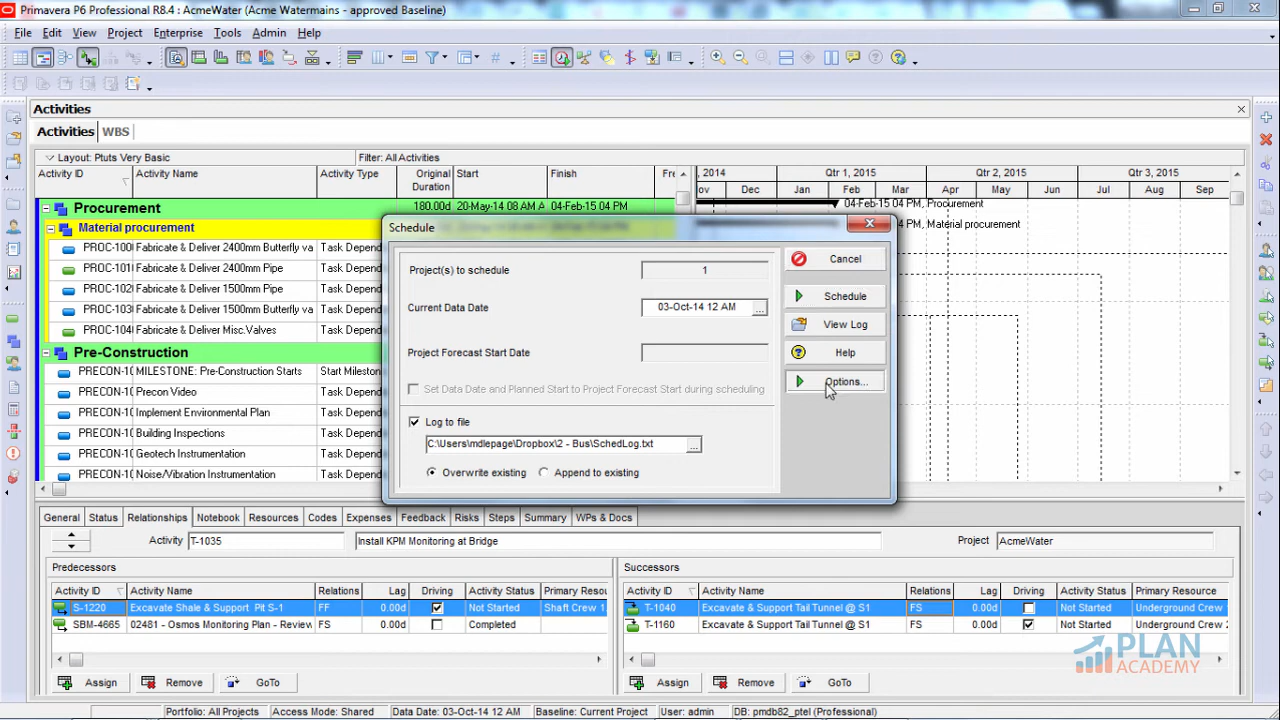 Primavera P6 Professional R8.4 : AcmeWater (Acme Watermains - approved Baseline)
File Edit View Project Enterprise Tools Admin Help
Activities
Activities WBS
Layout: Ptuts Very Basic Filter: All Activities
Activity ID Activity Name Activity Type Original Duration Start Finish Fre
, 2014 Qtr 1, 2015 Qtr 2, 2015 Qtr 3, 2015
ov Dec Jan Feb Mar Apr May Jun Jul Aug Sep
Procurement 180.00d 20-May-14 08 AM A 04-Feb-15 04 PM
04-Feb-15 04 PM, Procurement
Material procurement
PM, Material procurement
PROC-100 Fabricate & Deliver 2400mm Butterfly va Task Depend
PROC-101 Fabricate & Deliver 2400mm Pipe Task Depend
PROC-102 Fabricate & Deliver 1500mm Pipe Task Depend
PROC-103 Fabricate & Deliver 1500mm Butterfly va Task Depend
PROC-104 Fabricate & Deliver Misc.Valves Task Depend
Pre-Construction
PRECON-10 MILESTONE: Pre-Construction Starts Start Mileston
PRECON-10 Precon Video Task Depend
PRECON-10 Implement Environmental Plan Task Depend
PRECON-10 Building Inspections Task Depend
PRECON-10 Geotech Instrumentation Task Depend
PRECON-10 Noise/Vibration Instrumentation Task Depend
Schedule
Project(s) to schedule 1
Current Data Date 03-Oct-14 12 AM ...
Project Forecast Start Date
Set Data Date and Planned Start to Project Forecast Start during scheduling
Log to file
C:\Users\mdlepage\Dropbox\2 - Bus\SchedLog.txt ...
Overwrite existing Append to existing
Cancel
Schedule
View Log
Help
Options...
General Status Relationships Notebook Resources Codes Expenses Feedback Risks Steps Summary WPs & Docs
Activity T-1035 Install KPM Monitoring at Bridge Project AcmeWater
Predecessors
Activity ID Activity Name Relations Lag Driving Activity Status Primary Resou
S-1220 Excavate Shale & Support Pit S-1 FF 0.00d Not Started Shaft Crew 1
SBM-4665 02481 - Osmos Monitoring Plan - Review FS 0.00d Completed
Assign Remove GoTo
Successors
Activity ID Activity Name Relations Lag Driving Activity Status Primary Resource
T-1040 Excavate & Support Tail Tunnel @ S1 FS 0.00d Not Started Underground Crew
T-1160 Excavate & Support Tail Tunnel @ S1 FS 0.00d Not Started Underground Crew
Assign Remove GoTo
PLAN
ACADEMY
Portfolio: All Projects Access Mode: Shared Data Date: 03-Oct-14 12 AM Baseline: Current Project User: admin DB: pmdb82_ptel (Professional)